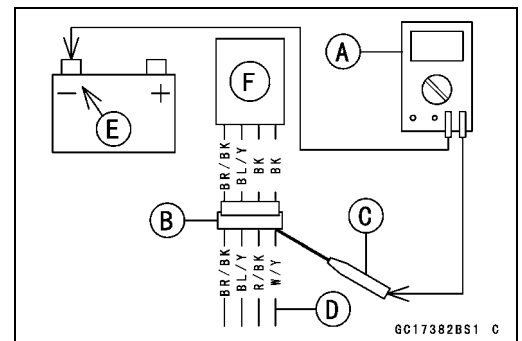 A
− +
E
F
BR/BK BL/Y BK BK
B
C
BR/BK BL/Y R/BK W/Y
D
GC17382BS1 C